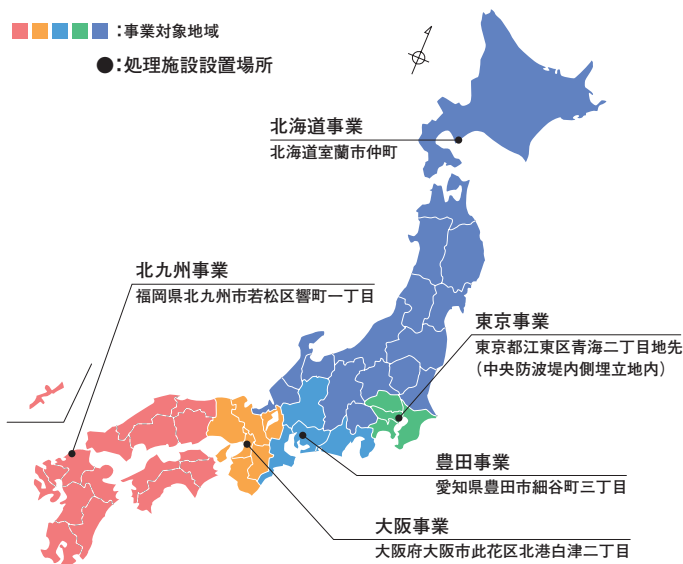 ：事業対象地域
●：処理施設設置場所
北海道事業
北海道室蘭市仲町
北九州事業
福岡県北九州市若松区響町一丁目
東京事業
東京都江東区青海二丁目地先
（中央防波堤内側埋立地内）
豊田事業
愛知県豊田市細谷町三丁目
大阪事業
大阪府大阪市此花区北港白津二丁目